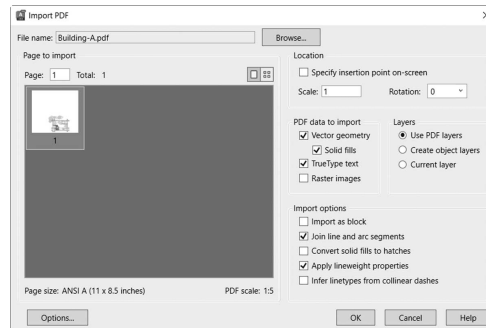 Import PDF
File name: Building-A.pdf Browse...
Page to import
Page: 1 Total: 1
1
Page size: ANSI A (11 x 8.5 inches) PDF scale: 1:5
Location
Specify insertion point on-screen
Scale: 1 Rotation: 0
PDF data to import
Vector geometry
Solid fills
TrueType text
Raster images
Layers
Use PDF layers
Create object layers
Current layer
Import options
Import as block
Join line and arc segments
Convert solid fills to hatches
Apply lineweight properties
Infer linetypes from collinear dashes
Options... OK Cancel Help